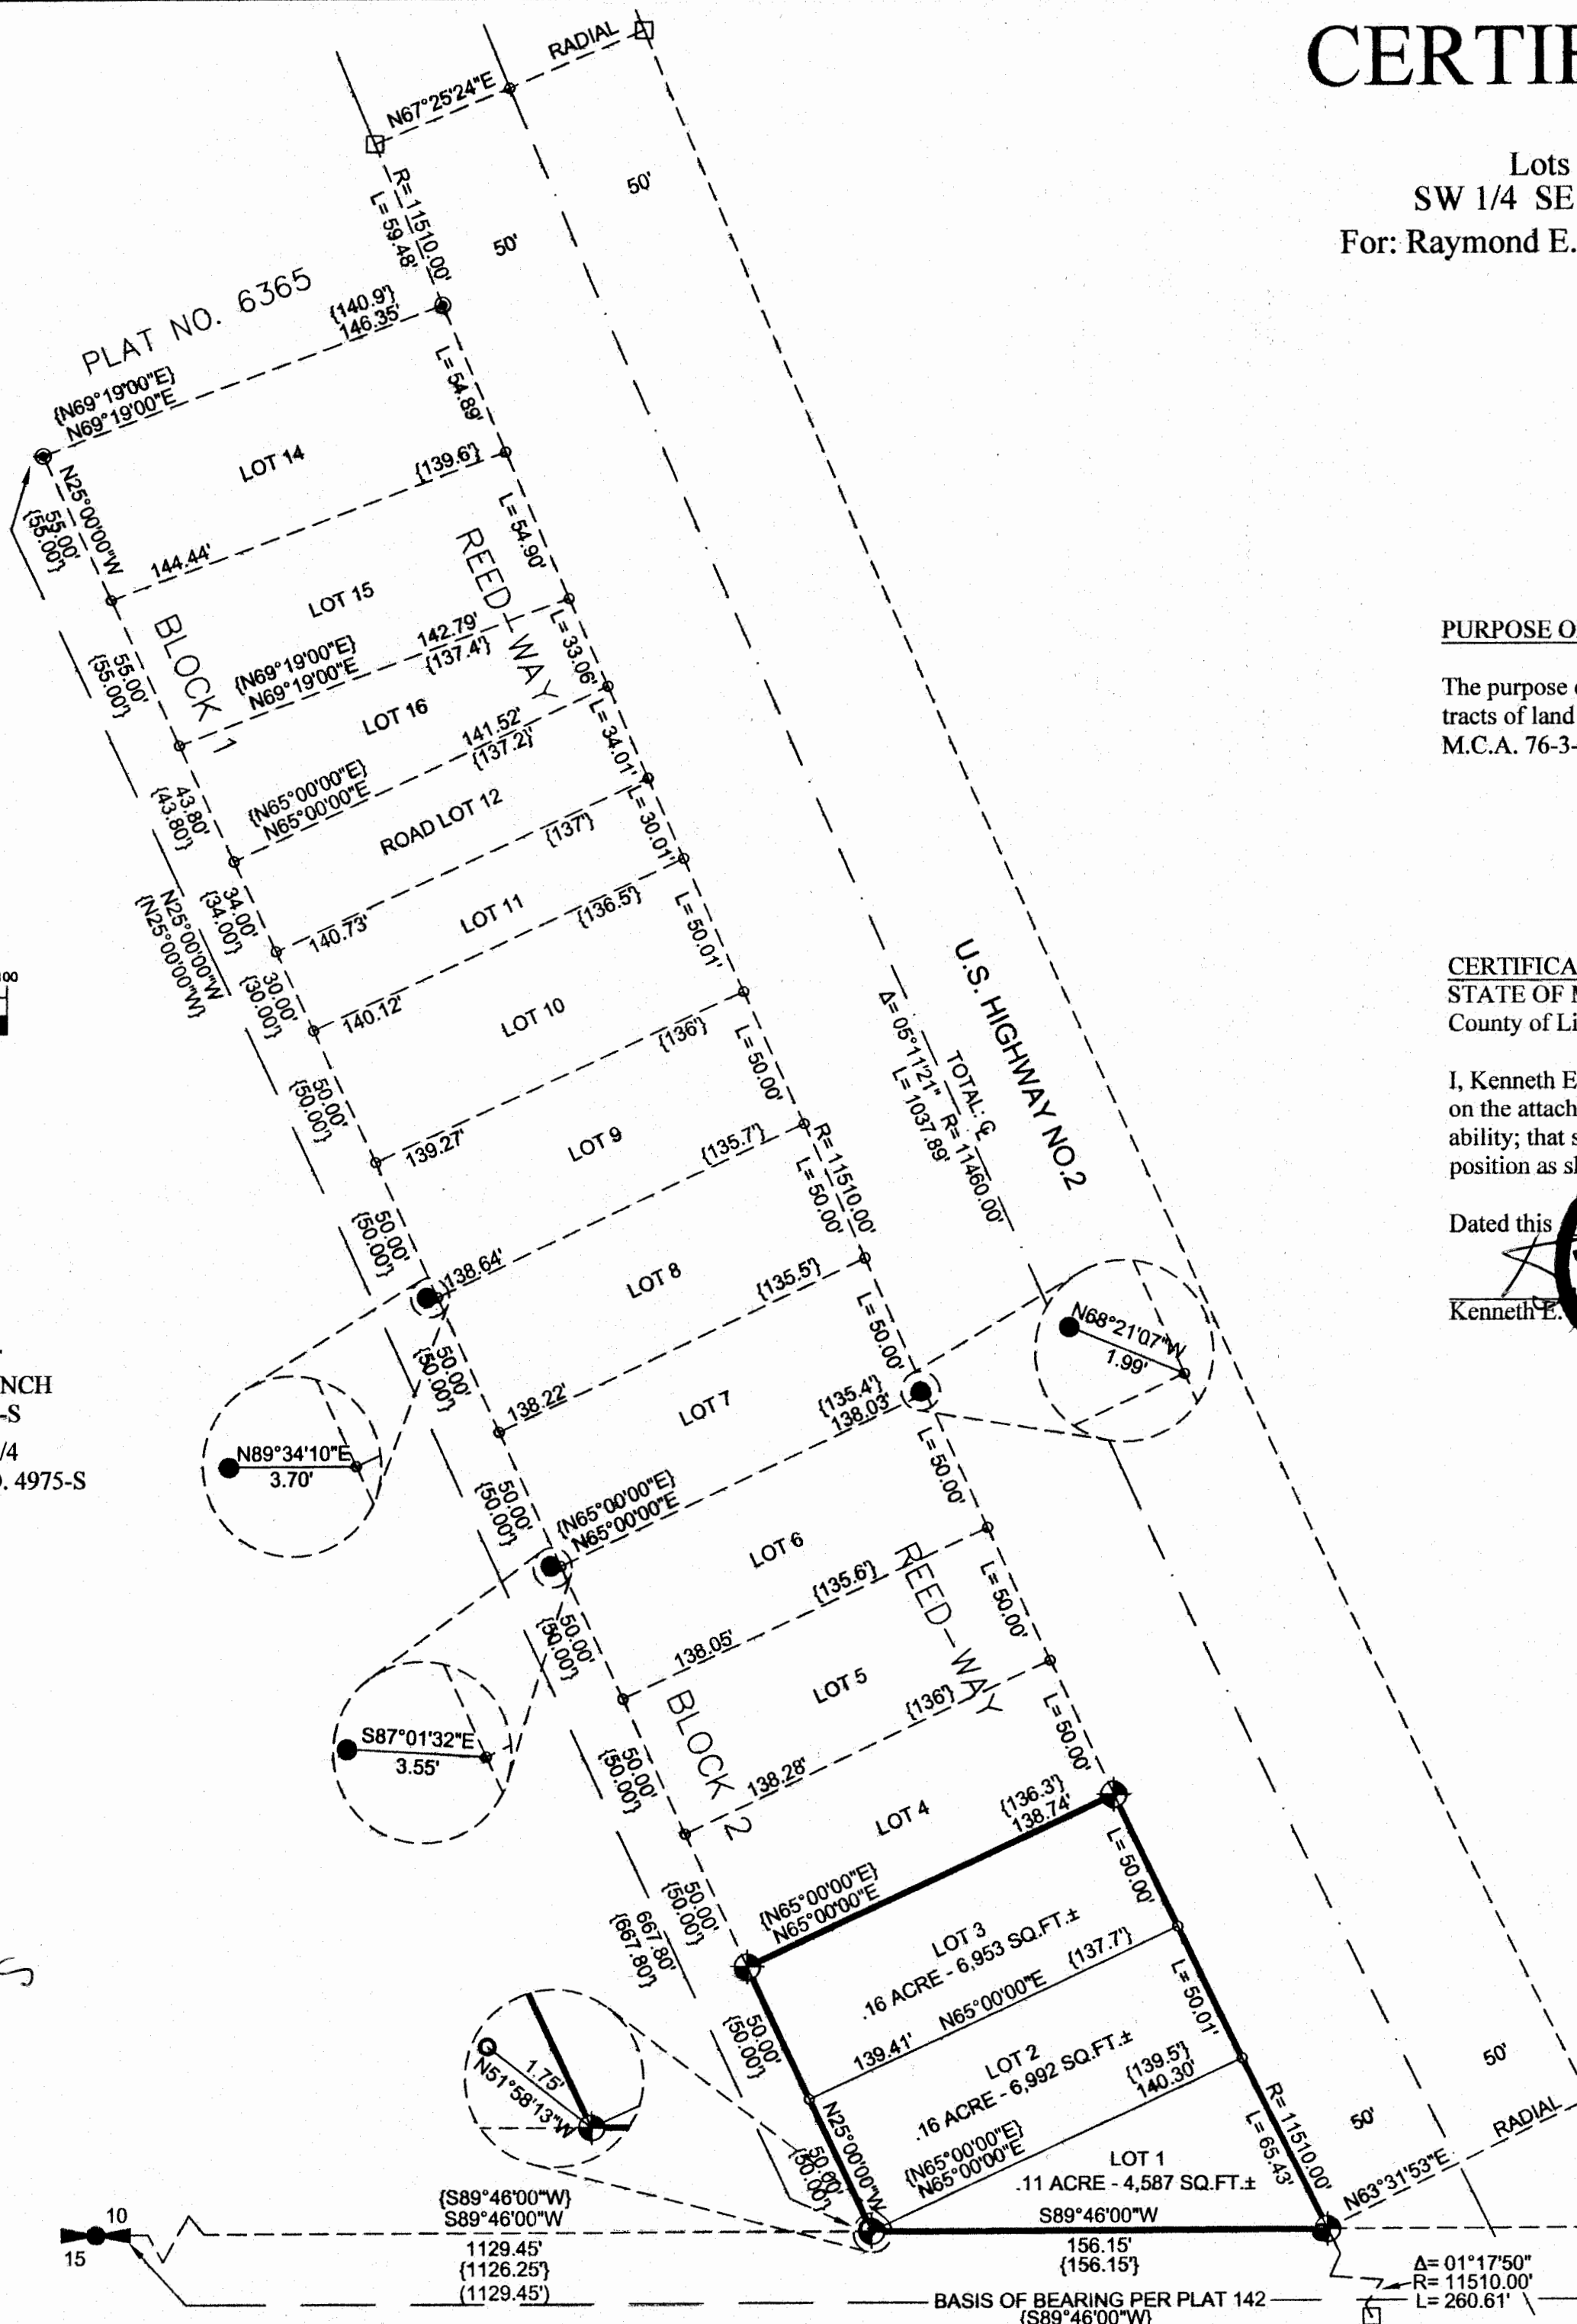 CERTIF
Lots
SW 1/4 SE
For: Raymond E.
RADIAL
N67°25'24"E
50'
50'
R= 11510.00'
L= 59.48'
PLAT NO. 6365
{140.9'}
146.35'
{N69°19'00"E}
N69°19'00"E
L= 54.89'
LOT 14
{139.6'}
N25°00'00"W
55.00'
{55.00'}
144.44'
L= 54.90'
REED-WAY
LOT 15
BLOCK 1
55.00'
{55.00'}
142.79'
{137.4'}
{N69°19'00"E}
N69°19'00"E
L= 33.06'
PURPOSE O
The purpose
tracts of land
M.C.A. 76-3-
LOT 16
141.52'
{137.2'}
L= 34.01'
43.80'
{43.80'}
{N65°00'00"E}
N65°00'00"E
ROAD LOT 12
{137'}
L= 30.01'
34.00'
{34.00'}
N25°00'00"W
{N25°00'00"W}
140.73'
LOT 11
{136.5'}
L= 50.01'
30.00'
{30.00'}
140.12'
LOT 10
{136'}
L= 50.00'
U.S. HIGHWAY NO.2
TOTAL: ℄
Δ= 05°11'21" R= 11460.00'
L= 1037.89'
CERTIFICA
STATE OF
County of Li
I, Kenneth E
on the attach
ability; that s
position as sl
Dated this
Kenneth E.
50.00'
{50.00'}
139.27'
LOT 9
{135.7'}
R= 11510.00'
L= 50.00'
50.00'
{50.00'}
138.64'
LOT 8
{135.5'}
L= 50.00'
N68°21'07"W
1.99'
NCH
-S
/4
. 4975-S
50.00'
{50.00'}
138.22'
LOT 7
{135.4'}
138.03'
L= 50.00'
N89°34'10"E
3.70'
50.00'
{50.00'}
{N65°00'00"E}
N65°00'00"E
LOT 6
{135.6'}
REED-WAY
L= 50.00'
50.00'
{50.00'}
138.05'
LOT 5
{136'}
L= 50.00'
S87°01'32"E
3.55'
BLOCK 2
50.00'
{50.00'}
138.28'
LOT 4
{136.3'}
138.74'
L= 50.00'
50.00'
{50.00'}
667.80'
{667.80'}
{N65°00'00"E}
N65°00'00"E
LOT 3
.16 ACRE - 6,953 SQ.FT.±
{137.7'}
139.41' N65°00'00"E
L= 50.01'
50.00'
{50.00'}
LOT 2
.16 ACRE - 6,992 SQ.FT.±
{139.5'}
140.30'
{N65°00'00"E}
N65°00'00"E
1.75'
N51°58'13"W
N25°00'00"W
50.00'
{50.00'}
R= 11510.00'
L= 65.43'
50'
50'
RADIAL
N63°31'53"E
LOT 1
.11 ACRE - 4,587 SQ.FT.±
S89°46'00"W
156.15'
{156.15'}
{S89°46'00"W}
S89°46'00"W
1129.45'
{1126.25'}
(1129.45')
10
15
Δ= 01°17'50"
R= 11510.00'
L= 260.61'
BASIS OF BEARING PER PLAT 142
{S89°46'00"W}